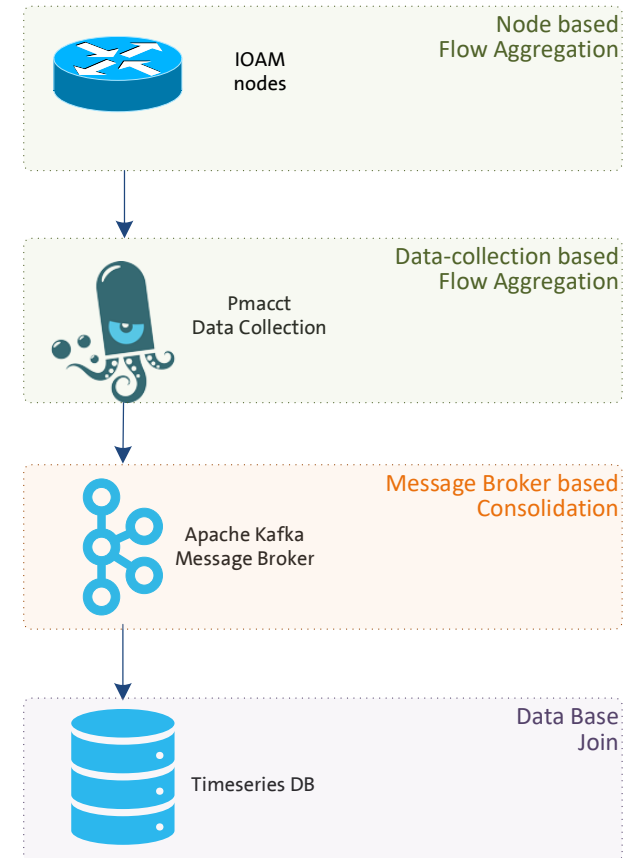 Node based
Flow Aggregation
IOAM
nodes
Data-collection based
Flow Aggregation
Pmacct
Data Collection
Message Broker based
Consolidation
Apache Kafka
Message Broker
Data Base
Join
Timeseries DB